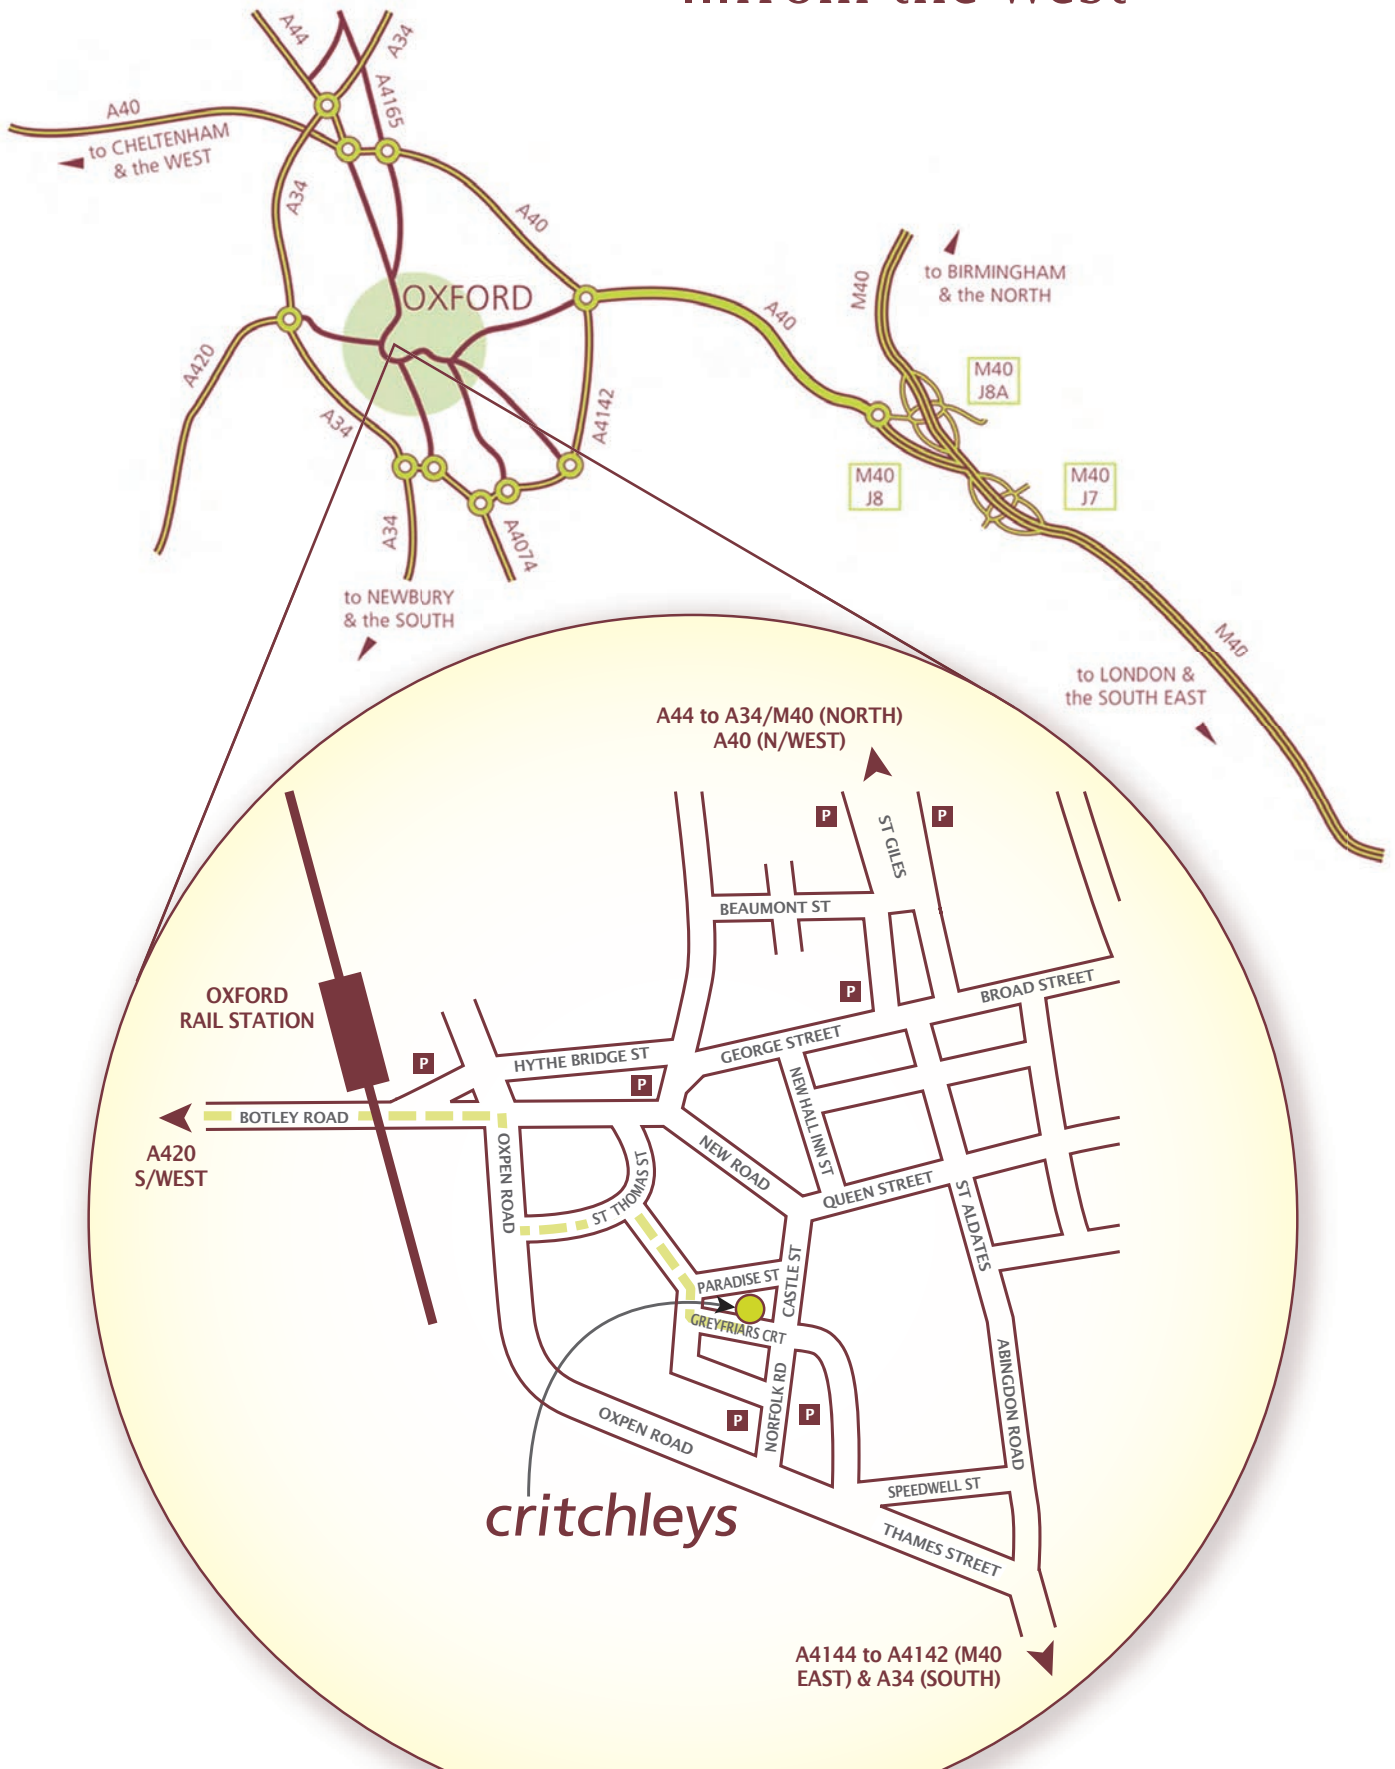 from the West
A44
A34
A4165
A40
to CHELTENHAM
& the WEST
A34
A40
to BIRMINGHAM
& the NORTH
M40
OXFORD
A40
A420
M40
J8A
A34
A4142
M40
J8
M40
J7
A34
A4074
to NEWBURY
& the SOUTH
M40
to LONDON &
the SOUTH EAST
A44 to A34/M40 (NORTH)
A40 (N/WEST)
P
P
ST GILES
BEAUMONT ST
OXFORD
RAIL STATION
P
BROAD STREET
GEORGE STREET
HYTHE BRIDGE ST
P
P
NEW HALL INN ST
BOTLEY ROAD
A420
S/WEST
OXPEN ROAD
ST THOMAS ST
NEW ROAD
QUEEN STREET
ST ALDATES
CASTLE ST
PARADISE ST
GREYFRIARS CRT
NORFOLK RD
ABINGDON ROAD
P
P
OXPEN ROAD
SPEEDWELL ST
critchleys
THAMES STREET
A4144 to A4142 (M40
EAST) & A34 (SOUTH)